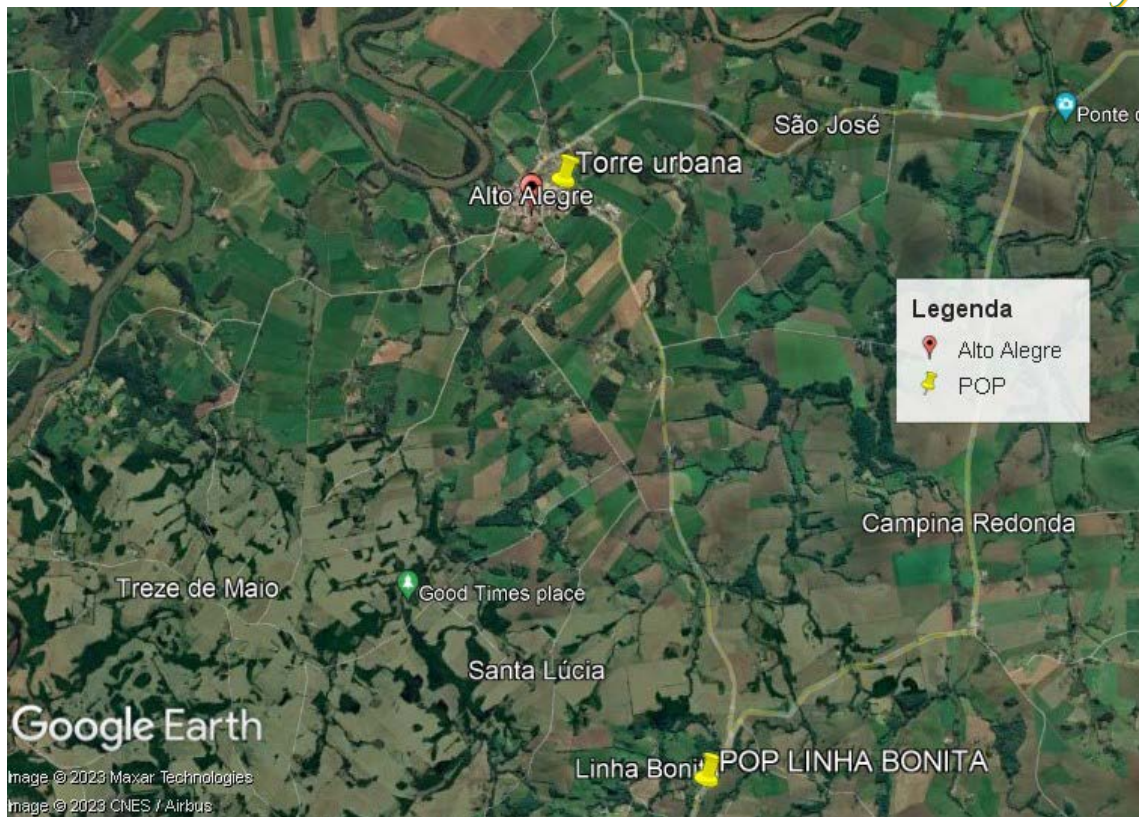 São José
Ponte
Torre urbana
Alto Alegre
Legenda
Alto Alegre
POP
Campina Redonda
Treze de Maio
Good Times place
Santa Lúcia
Google Earth
Linha Bonita
POP LINHA BONITA
Image © 2023 Maxar Technologies
Image © 2023 CNES / Airbus